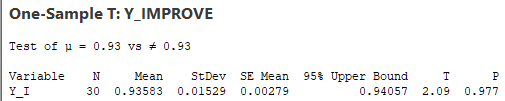 One-Sample T: Y_IMPROVE
Test of μ = 0.93 vs ≠ 0.93
Variable N Mean StDev SE Mean 95% Upper Bound T P
Y_I 30 0.93583 0.01529 0.00279 0.94057 2.09 0.977